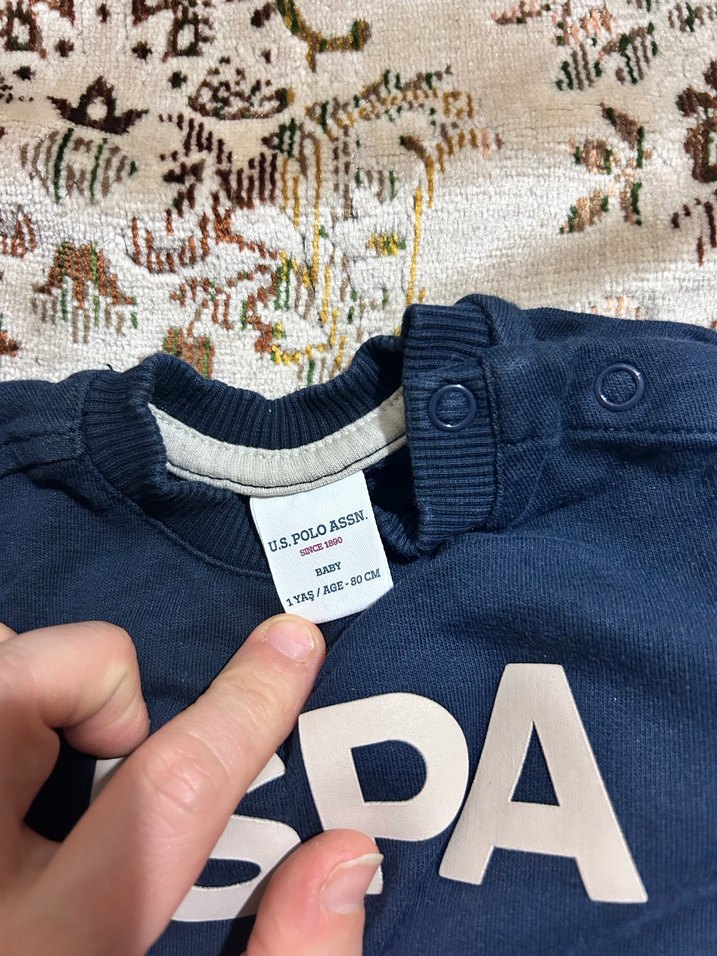 U.S. POLO ASSN.
SINCE 1890
BABY
1 YAŞ / AGE - 80 CM
SPA